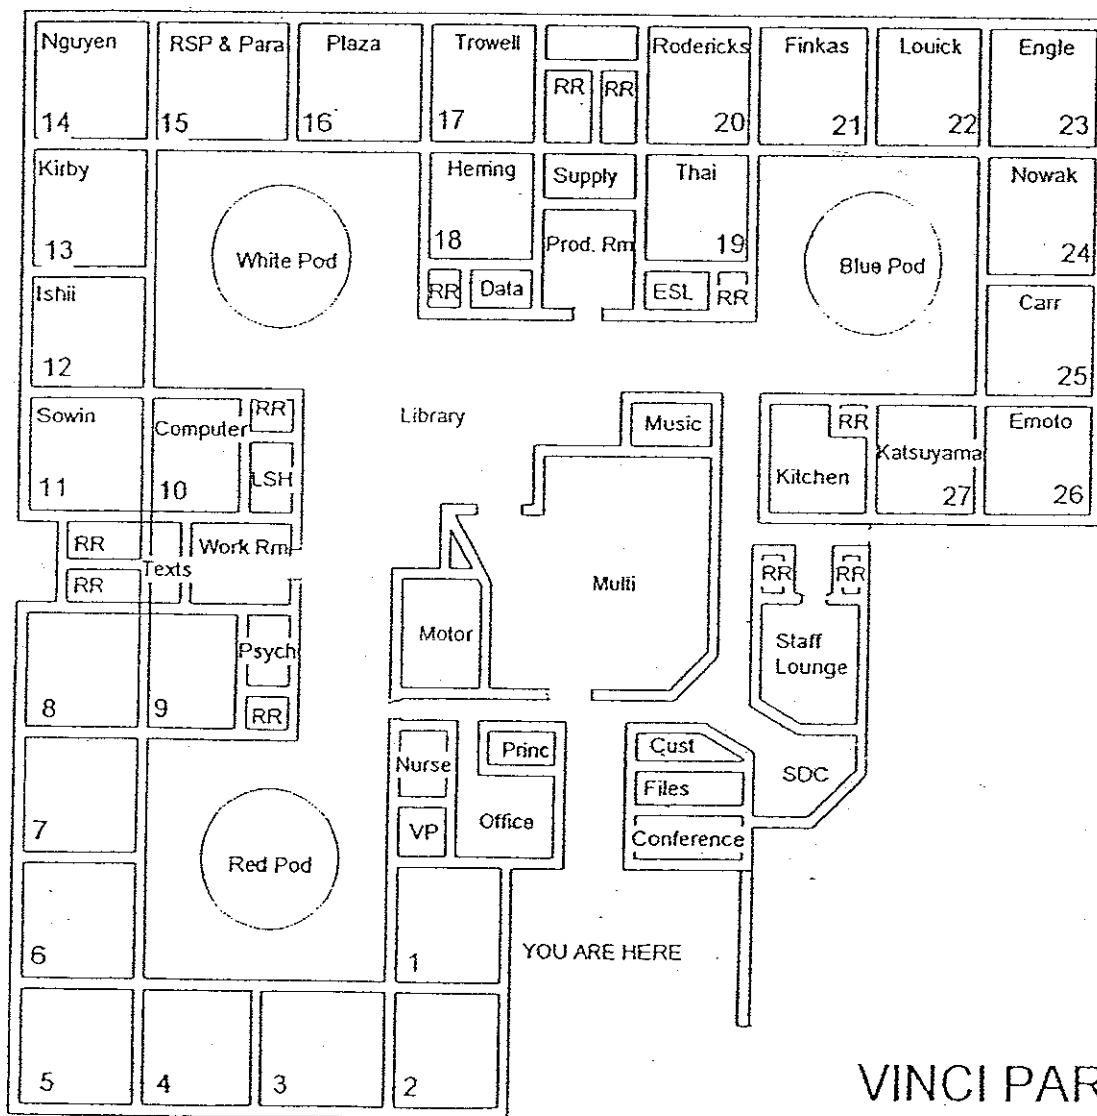 Nguyen
14
RSP & Para
15
Plaza
16
Trowell
17
RR
RR
Rodericks
20
Finkas
21
Louick
22
Engle
23
Kirby
13
White Pod
Herring
18
Supply
Prod. Rm
Thai
19
Blue Pod
Nowak
24
RR
Data
ESL
RR
Ishii
12
Carr
25
Sowin
11
Computer
10
RR
LSH
Library
Music
RR
Kitchen
Katsuyama
27
Emoto
26
RR
RR
Texts
Work Rm
Multi
RR
RR
Motor
Staff
Lounge
8
9
Psych
RR
Nurse
Princ
Cust
SDC
Files
7
VP
Office
Conference
Red Pod
6
1
YOU ARE HERE
5
4
3
2
VINCI PAR